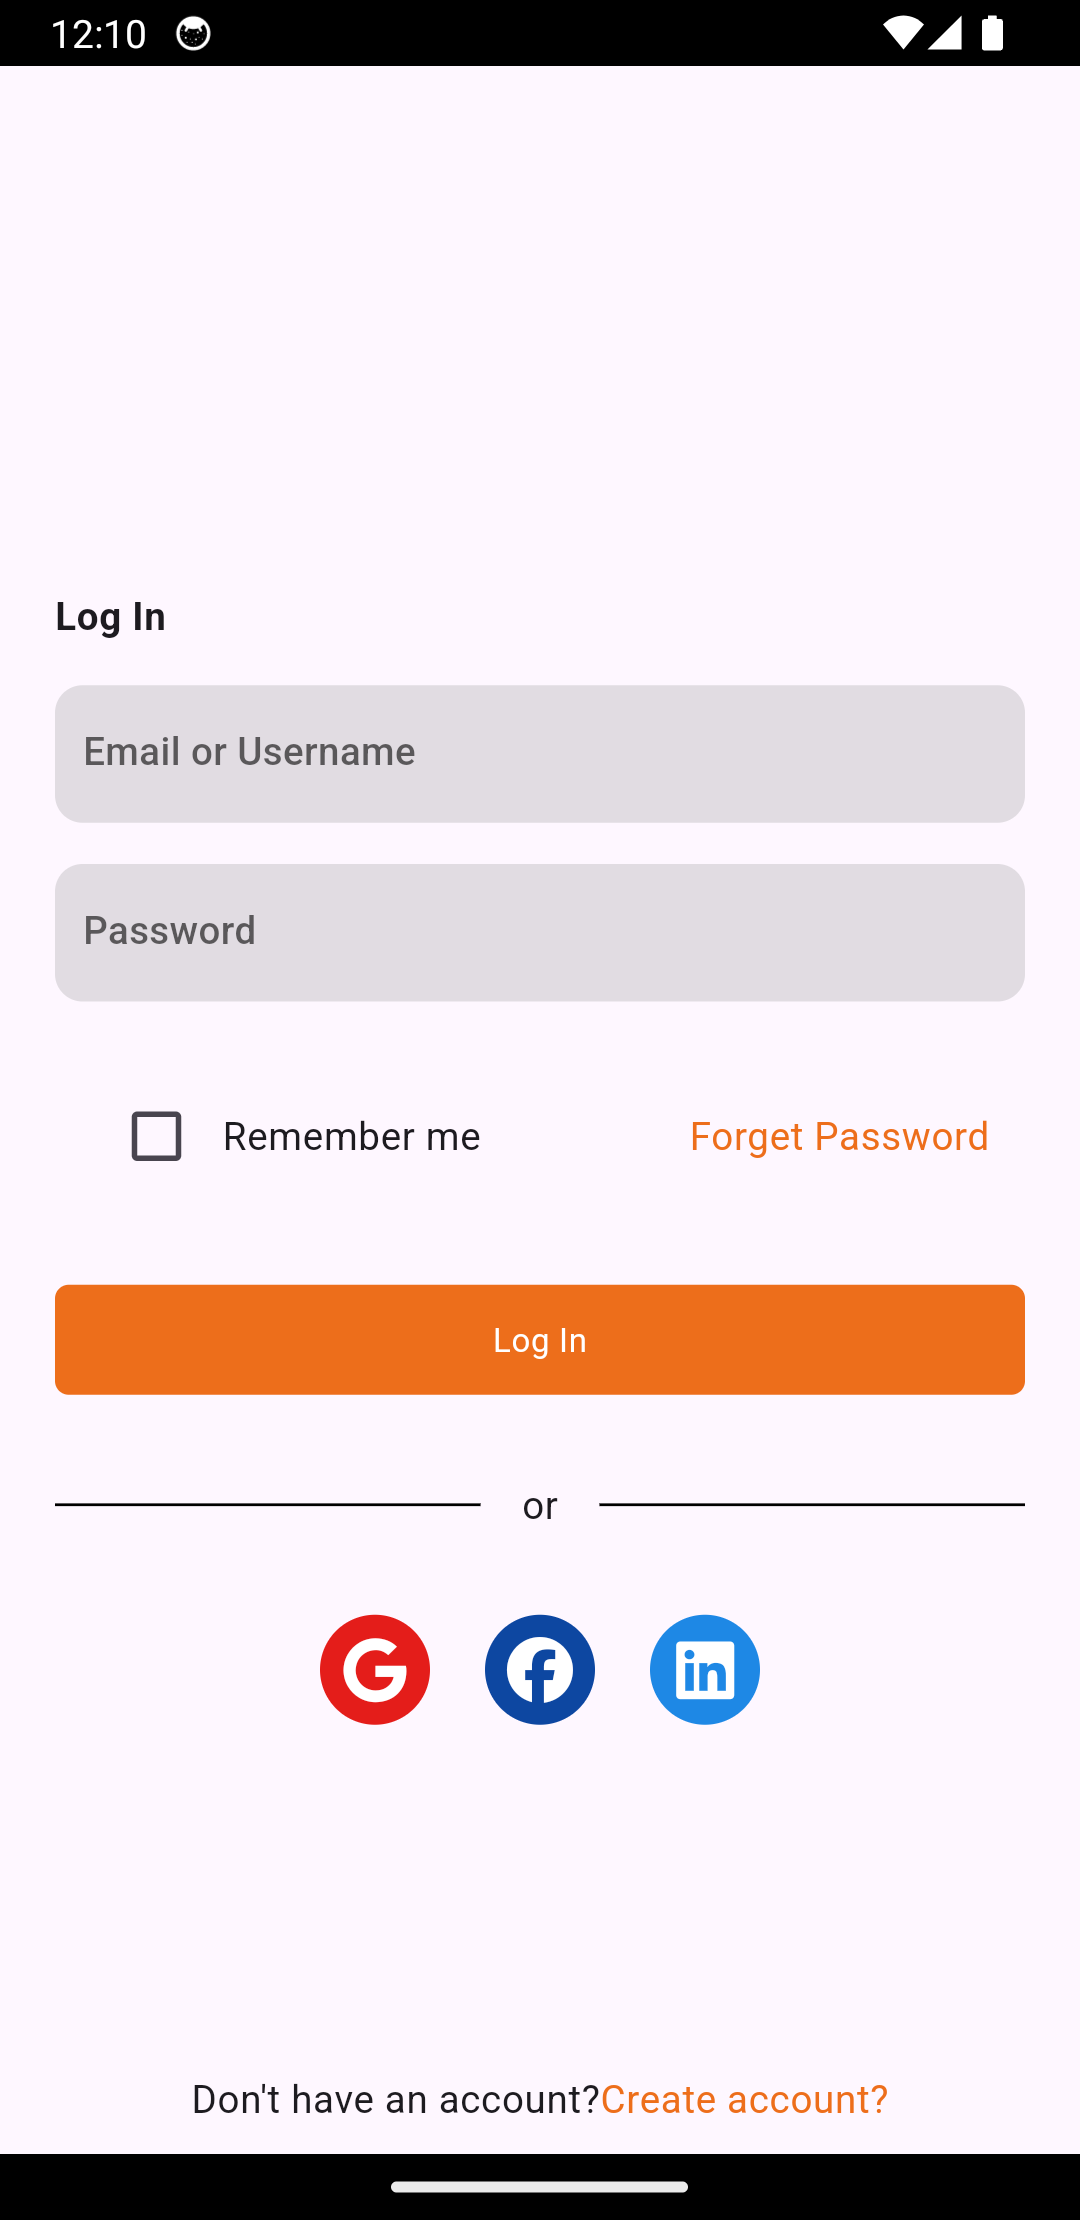 12:10
Log In
Email or Username
Password
Remember me Forget Password
Log In
or
Don't have an account?Create account?